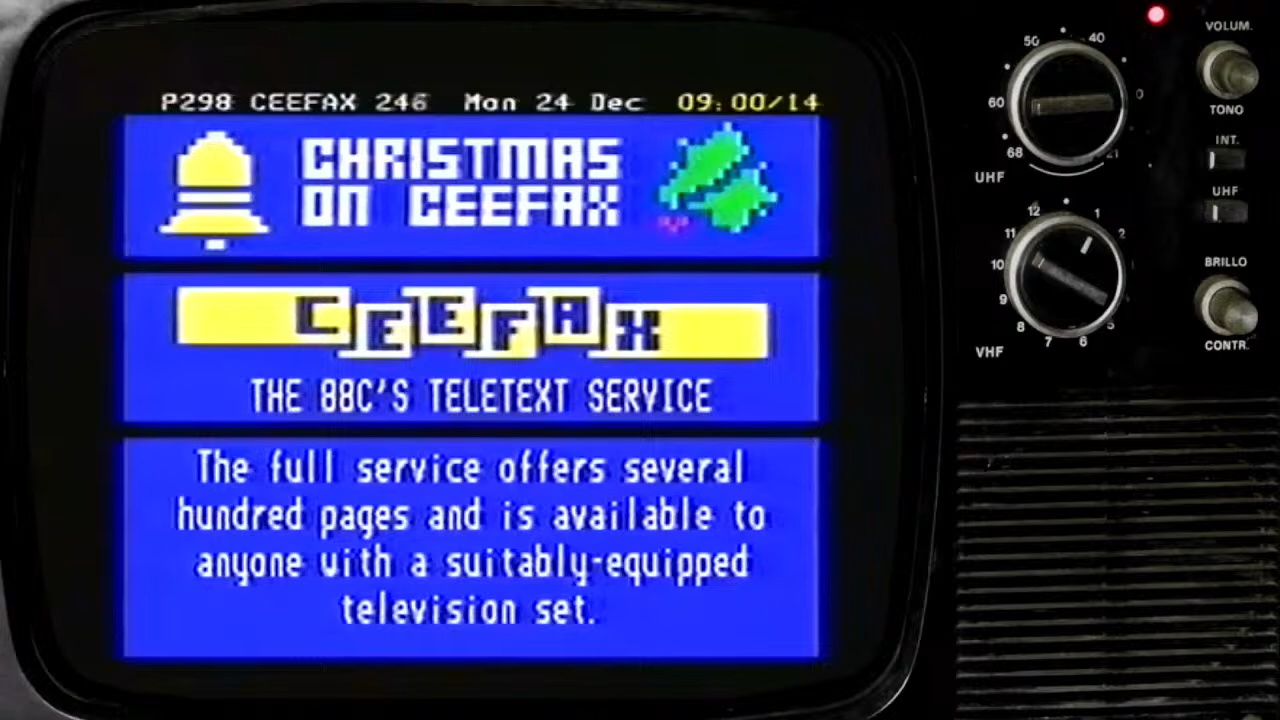 P298 CEEFAX 246 Mon 24 Dec 09:00/14
CHRISTMAS
ON CEEFAX
CEEFAX
THE BBC'S TELETEXT SERVICE
The full service offers several
hundred pages and is available to
anyone with a suitably-equipped
television set.
VOLUM.
TONO
INT.
UHF
BRILLO
CONTR.
50
40
60
0
68
21
UHF
12
1
11
2
10
9
8
5
7
6
VHF